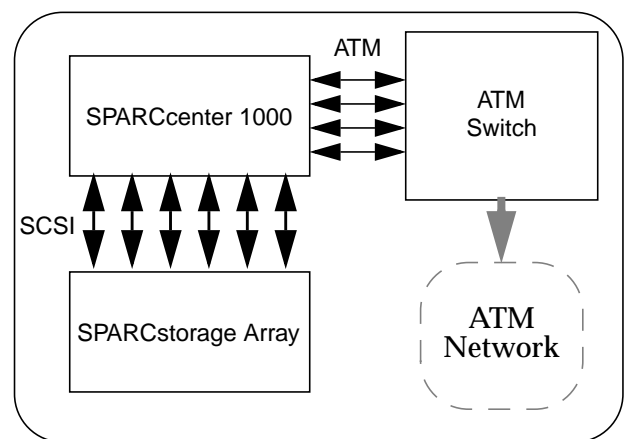 ATM
SPARCcenter 1000
ATM
Switch
SCSI
SPARCstorage Array
ATM
Network